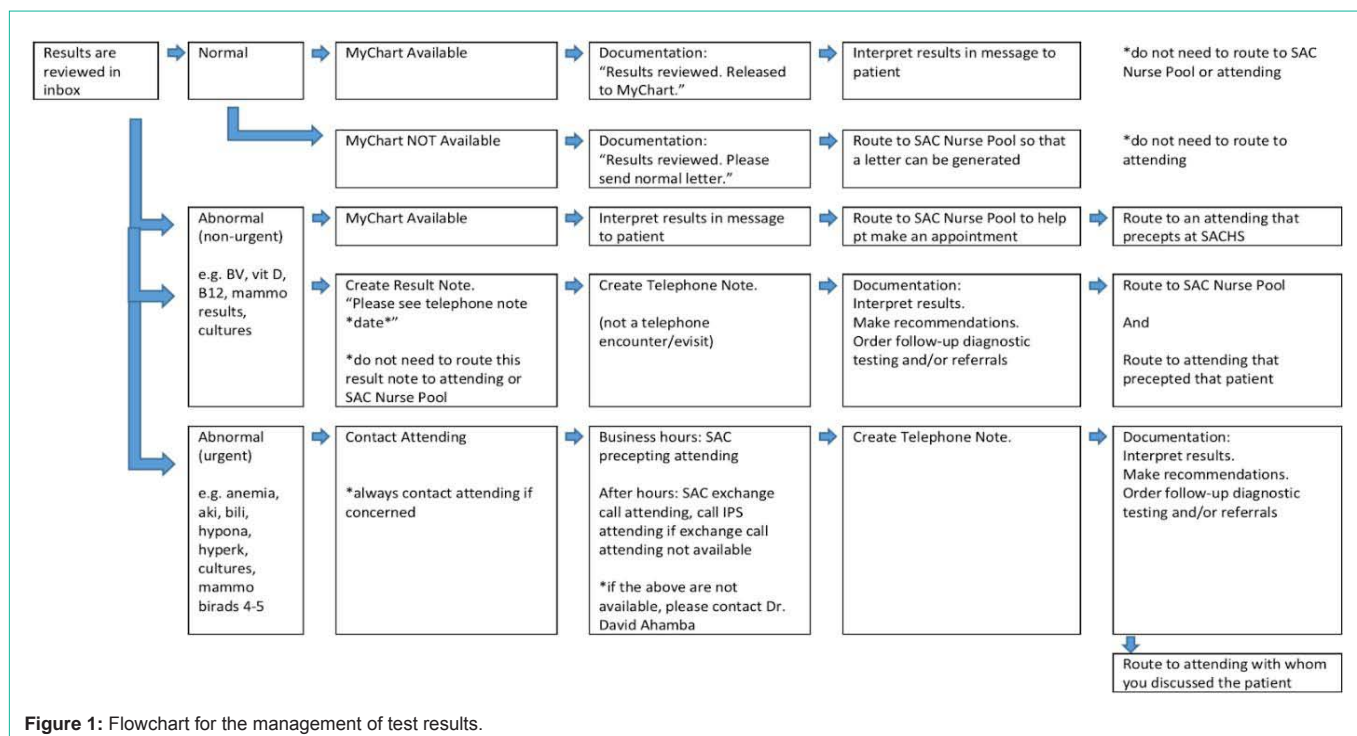 Results are
reviewed in
inbox
Normal
MyChart Available
Documentation:
“Results reviewed. Released
to MyChart.”
Interpret results in message to
patient
*do not need to route to SAC
Nurse Pool or attending
MyChart NOT Available
Documentation:
“Results reviewed. Please
send normal letter.”
Route to SAC Nurse Pool so that
a letter can be generated
*do not need to route to
attending
Abnormal
(non-urgent)
e.g. BV, vit D,
B12, mammo
results,
cultures
MyChart Available
Interpret results in message
to patient
Route to SAC Nurse Pool to help
pt make an appointment
Route to an attending that
precepts at SACHS
Create Result Note.
“Please see telephone note
*date*”
*do not need to route this
result note to attending or
SAC Nurse Pool
Create Telephone Note.
(not a telephone
encounter/evisit)
Documentation:
Interpret results.
Make recommendations.
Order follow-up diagnostic
testing and/or referrals
Route to SAC Nurse Pool
And
Route to attending that
precepted that patient
Abnormal
(urgent)
e.g. anemia,
aki, bili,
hypona,
hyperk,
cultures,
mammo
birads 4-5
Contact Attending
*always contact attending if
concerned
Business hours: SAC
precepting attending
After hours: SAC exchange
call attending, call IPS
attending if exchange call
attending not available
*if the above are not
available, please contact Dr.
David Ahamba
Create Telephone Note.
Documentation:
Interpret results.
Make recommendations.
Order follow-up diagnostic
testing and/or referrals
Route to attending with whom
you discussed the patient
Figure 1: Flowchart for the management of test results.